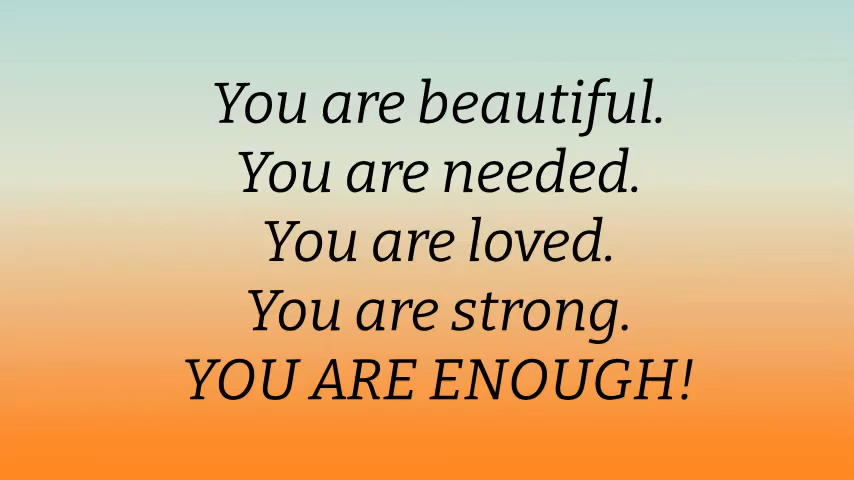 You are beautiful.
You are needed.
You are loved.
You are strong.
YOU ARE ENOUGH!